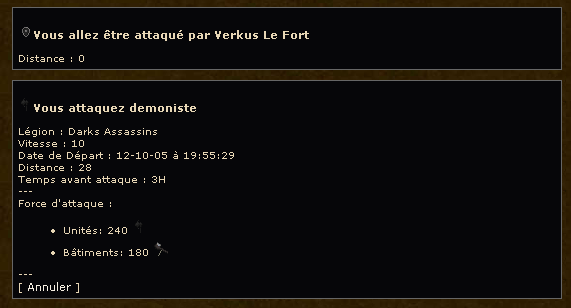 Vous allez être attaqué par Verkus Le Fort
Distance : 0
Vous attaquez demoniste
Légion : Darks Assassins
Vitesse : 10
Date de Départ : 12-10-05 à 19:55:29
Distance : 28
Temps avant attaque : 3H
---
Force d'attaque :
• Unités: 240
• Bâtiments: 180
---
[ Annuler ]